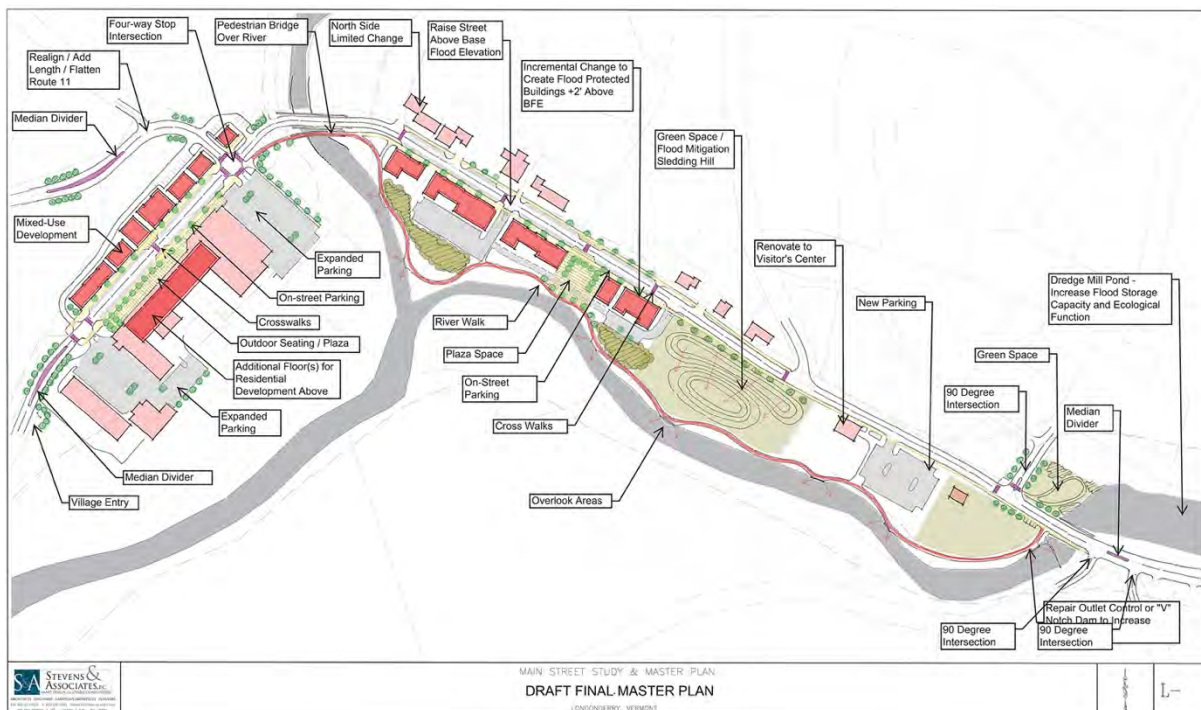 Four-way Stop
Intersection
Pedestrian Bridge
Over River
North Side
Limited Change
Raise Street
Above Base
Flood Elevation
Realign / Add
Length / Flatten
Route 11
Incremental Change to
Create Flood Protected
Buildings +2' Above
BFE
Median Divider
Green Space /
Flood Mitigation
Sledding Hill
Mixed-Use
Development
Renovate to
Visitor's Center
Expanded
Parking
New Parking
Dredge Mill Pond -
Increase Flood Storage
Capacity and Ecological
Function
On-street Parking
Crosswalks
River Walk
Outdoor Seating / Plaza
Plaza Space
Green Space
Additional Floor(s) for
Residential
Development Above
On-Street
Parking
90 Degree
Intersection
Median
Divider
Expanded
Parking
Cross Walks
Median Divider
Village Entry
Overlook Areas
Repair Outlet Control or "V"
Notch Dam to Increase
90 Degree
Intersection
90 Degree
Intersection
S&A STEVENS &
ASSOCIATES, P.C.
MAIN STREET STUDY & MASTER PLAN
DRAFT FINAL MASTER PLAN
LONDONDERRY, VERMONT
L-